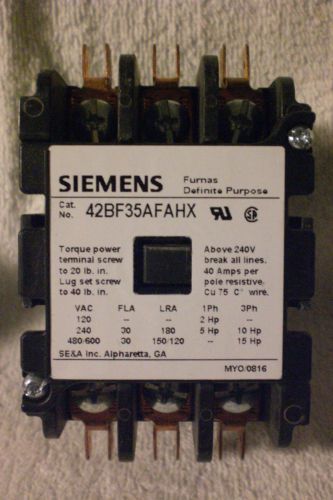 SIEMENS
Furnas
Definite Purpose
Cat.
No. 42BF35AFAHX
Torque power
terminal screw
to 20 lb. in.
Lug set screw
to 40 lb. in.
Above 240V
break all lines.
40 Amps per
pole resistive.
Cu 75 C° wire.
VAC FLA LRA 1Ph 3Ph
120 -- -- 2 Hp --
240 30 180 5 Hp 10 Hp
480/600 30 150/120 -- 15 Hp
SE&A Inc. Alpharetta, GA
MYO/0816